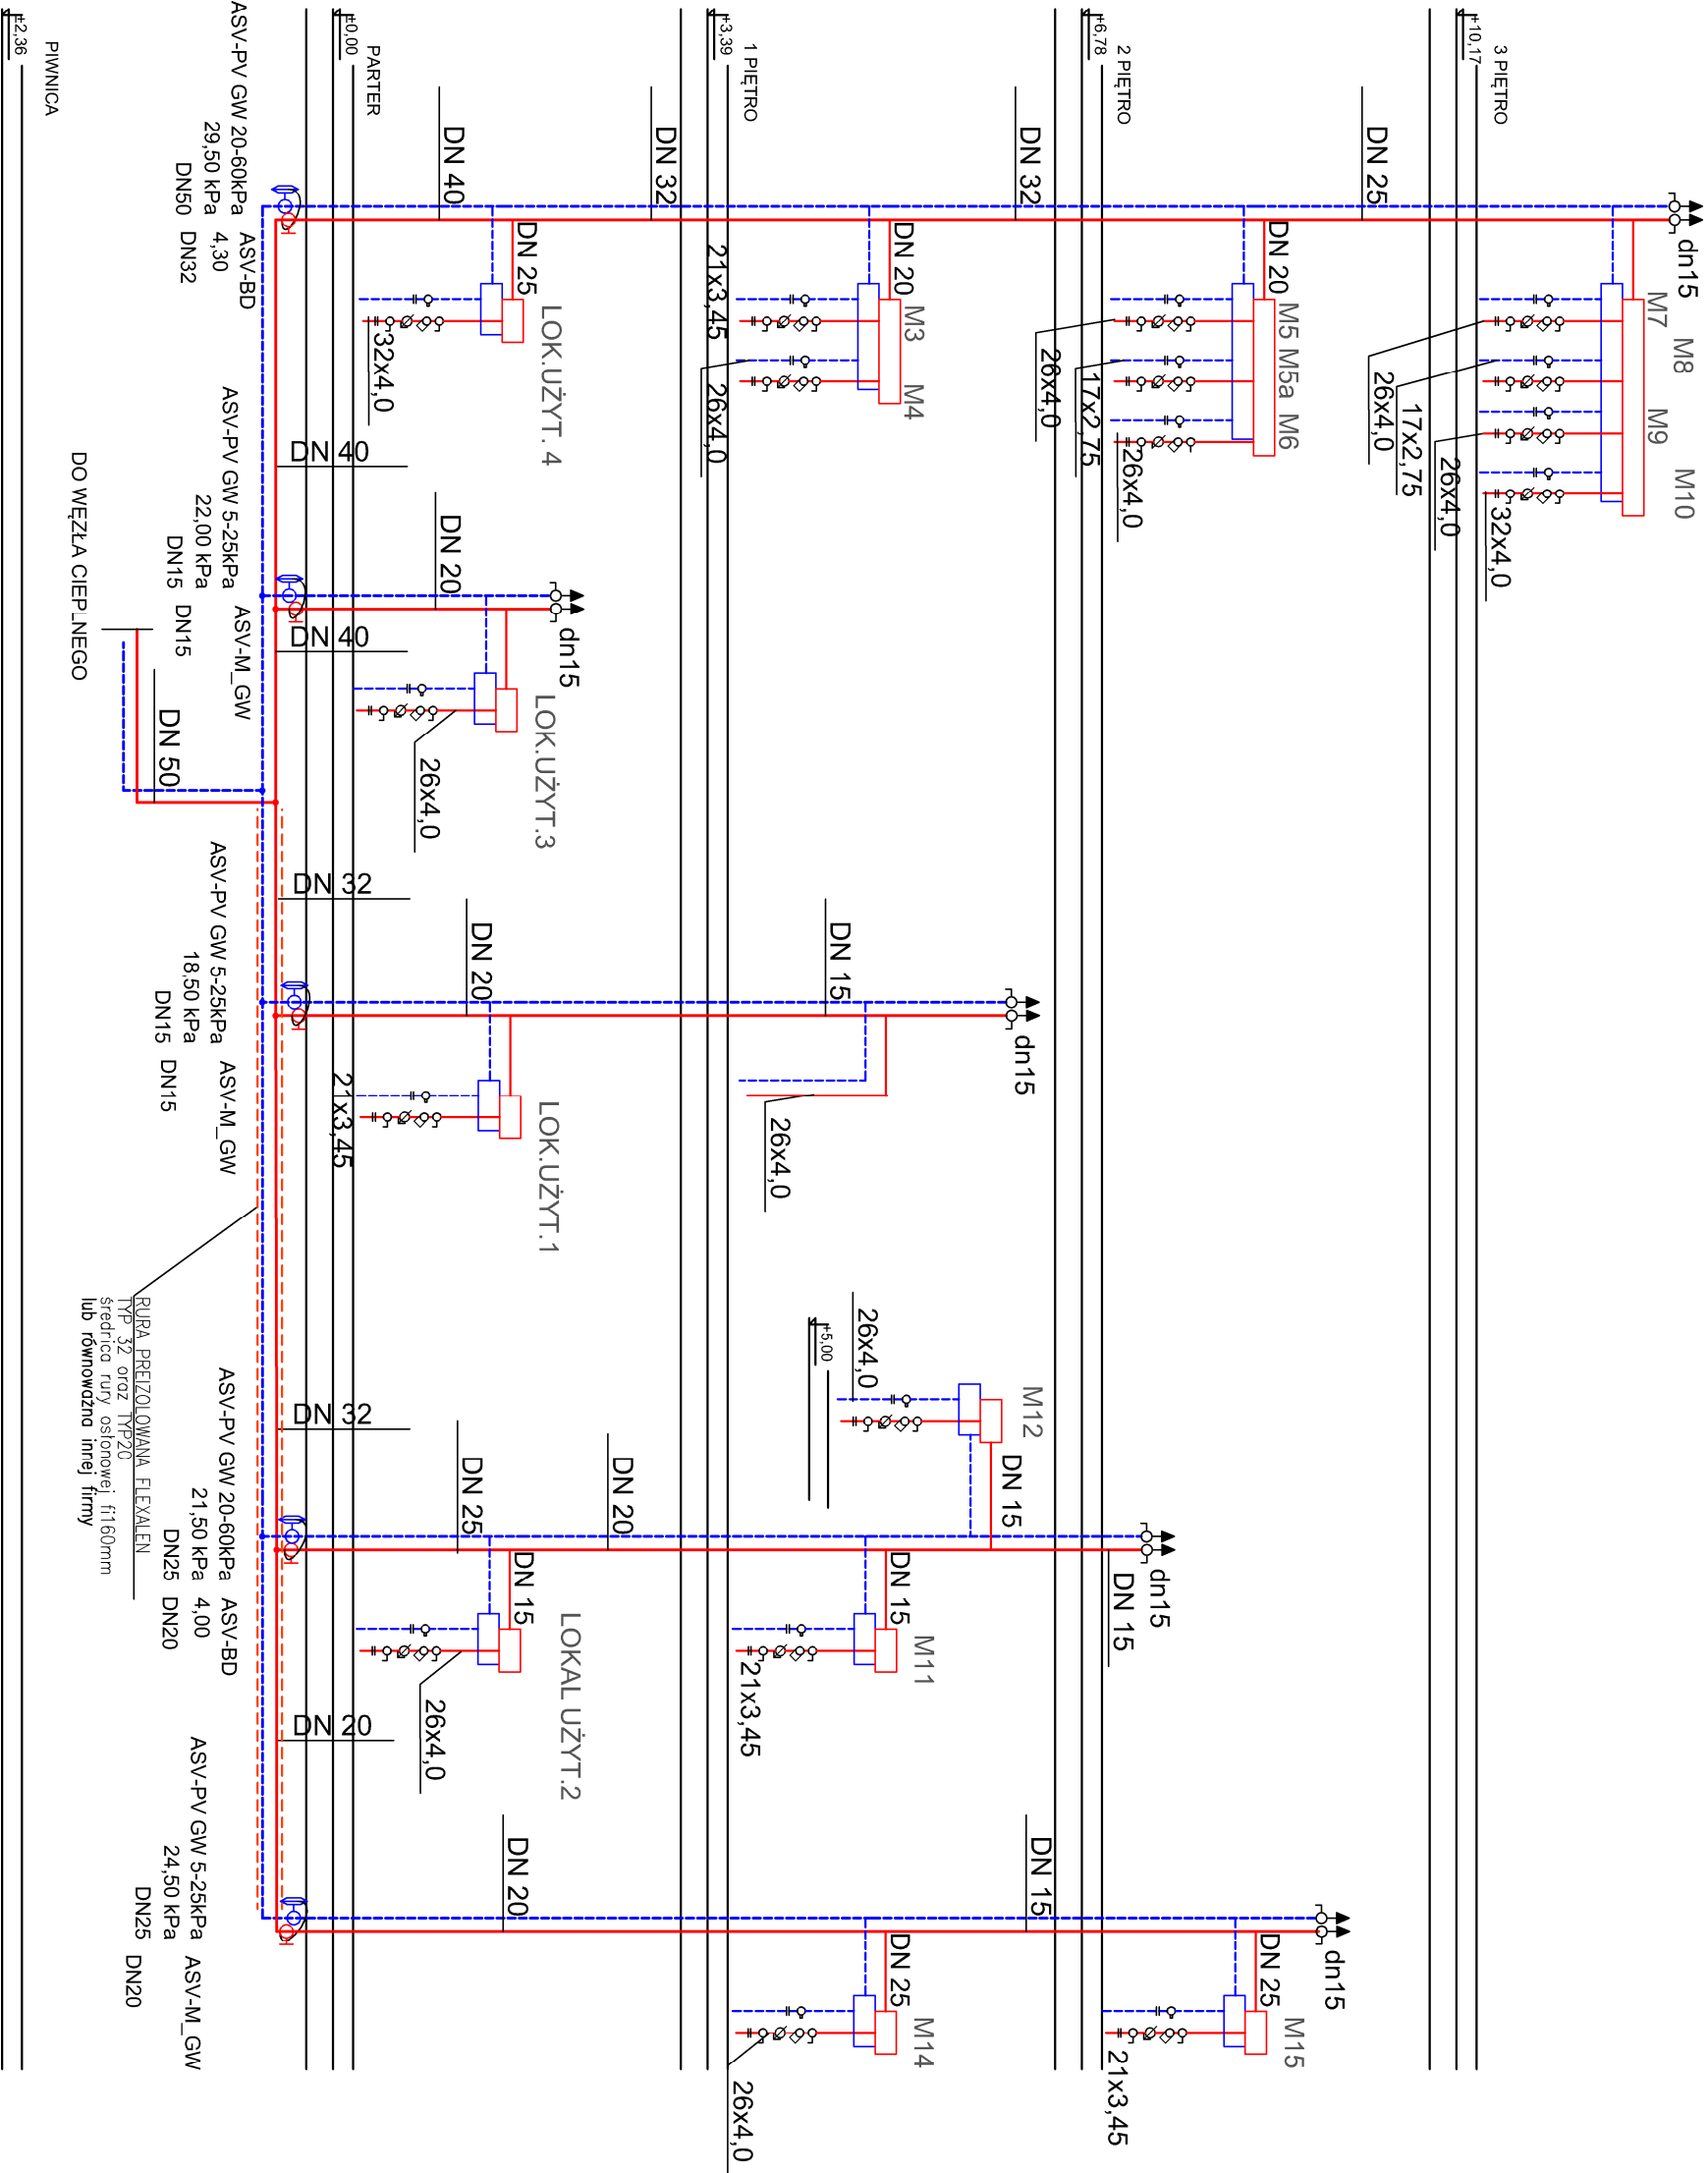 3 PIĘTRO
+10,17
2 PIĘTRO
+6,78
1 PIĘTRO
+3,39
PARTER
±0,00
PIWNICA
±2,36
dn15
DN 25
DN 32
DN 32
DN 40
M7
M8
M9
M10
26x4,0
17x2,75
26x4,0
32x4,0
DN 20
M5
M5a
M6
26x4,0
17x2,75
26x4,0
DN 20
M3
M4
21x3,45
26x4,0
DN 25
LOK.UŻYT. 4
32x4,0
DN 40
ASV-PV GW 20-60kPa
29,50 kPa
DN50
ASV-BD
4,30
DN32
dn15
DN 20
DN 40
LOK.UŻYT.3
26x4,0
ASV-PV GW 5-25kPa
22,00 kPa
DN15
ASV-M_GW
DN15
DO WĘZŁA CIEPLNEGO
DN 50
DN 32
dn15
DN 15
DN 20
26x4,0
LOK.UŻYT.1
21x3,45
ASV-PV GW 5-25kPa
18,50 kPa
DN15
ASV-M_GW
DN15
RURA PREIZOLOWANA FLEXALEN
TYP 32 oraz TYP20
średnica rury osłonowej fi160mm
lub równoważna innej firmy
DN 32
M12
26x4,0
+5,00
DN 15
dn15
DN 15
DN 20
DN 25
DN 15
M11
21x3,45
DN 15
LOKAL UŻYT.2
26x4,0
ASV-PV GW 20-60kPa
21,50 kPa
DN25
ASV-BD
4,00
DN20
DN 20
dn15
DN 15
DN 20
DN 25
M15
21x3,45
DN 25
M14
26x4,0
ASV-PV GW 5-25kPa
24,50 kPa
DN25
ASV-M_GW
DN20